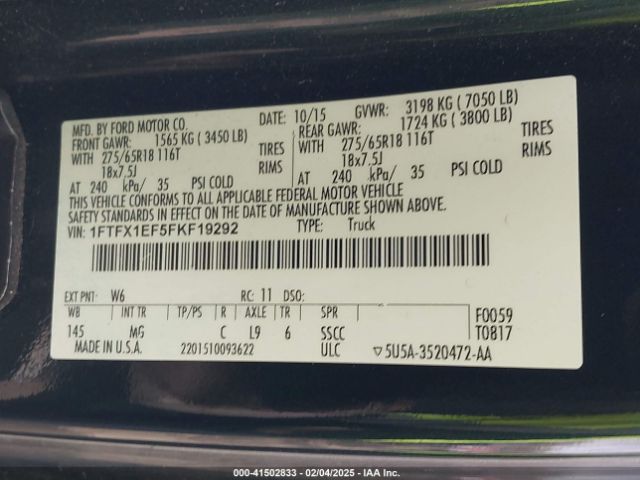 MFD. BY FORD MOTOR CO. DATE: 10/15 GVWR: 3198 KG ( 7050 LB)
FRONT GAWR: 1565 KG ( 3450 LB) REAR GAWR: 1724 KG ( 3800 LB)
WITH 275/65R18 116T TIRES WITH 275/65R18 116T TIRES
18x7.5J RIMS 18x7.5J RIMS
AT 240 kPa/ 35 PSI COLD AT 240 kPa/ 35 PSI COLD
THIS VEHICLE CONFORMS TO ALL APPLICABLE FEDERAL MOTOR VEHICLE
SAFETY STANDARDS IN EFFECT ON THE DATE OF MANUFACTURE SHOWN ABOVE.
VIN: 1FTFX1EF5FKF19292 TYPE: Truck
EXT PNT: W6 RC: 11 DSO:
WB INT TR TP/PS R AXLE TR SPR F0059
145 MG C L9 6 SSCC T0817
MADE IN U.S.A. 2201510093622 ULC ▽5U5A-3520472-AA
000-41502833 - 02/04/2025 - IAA Inc.